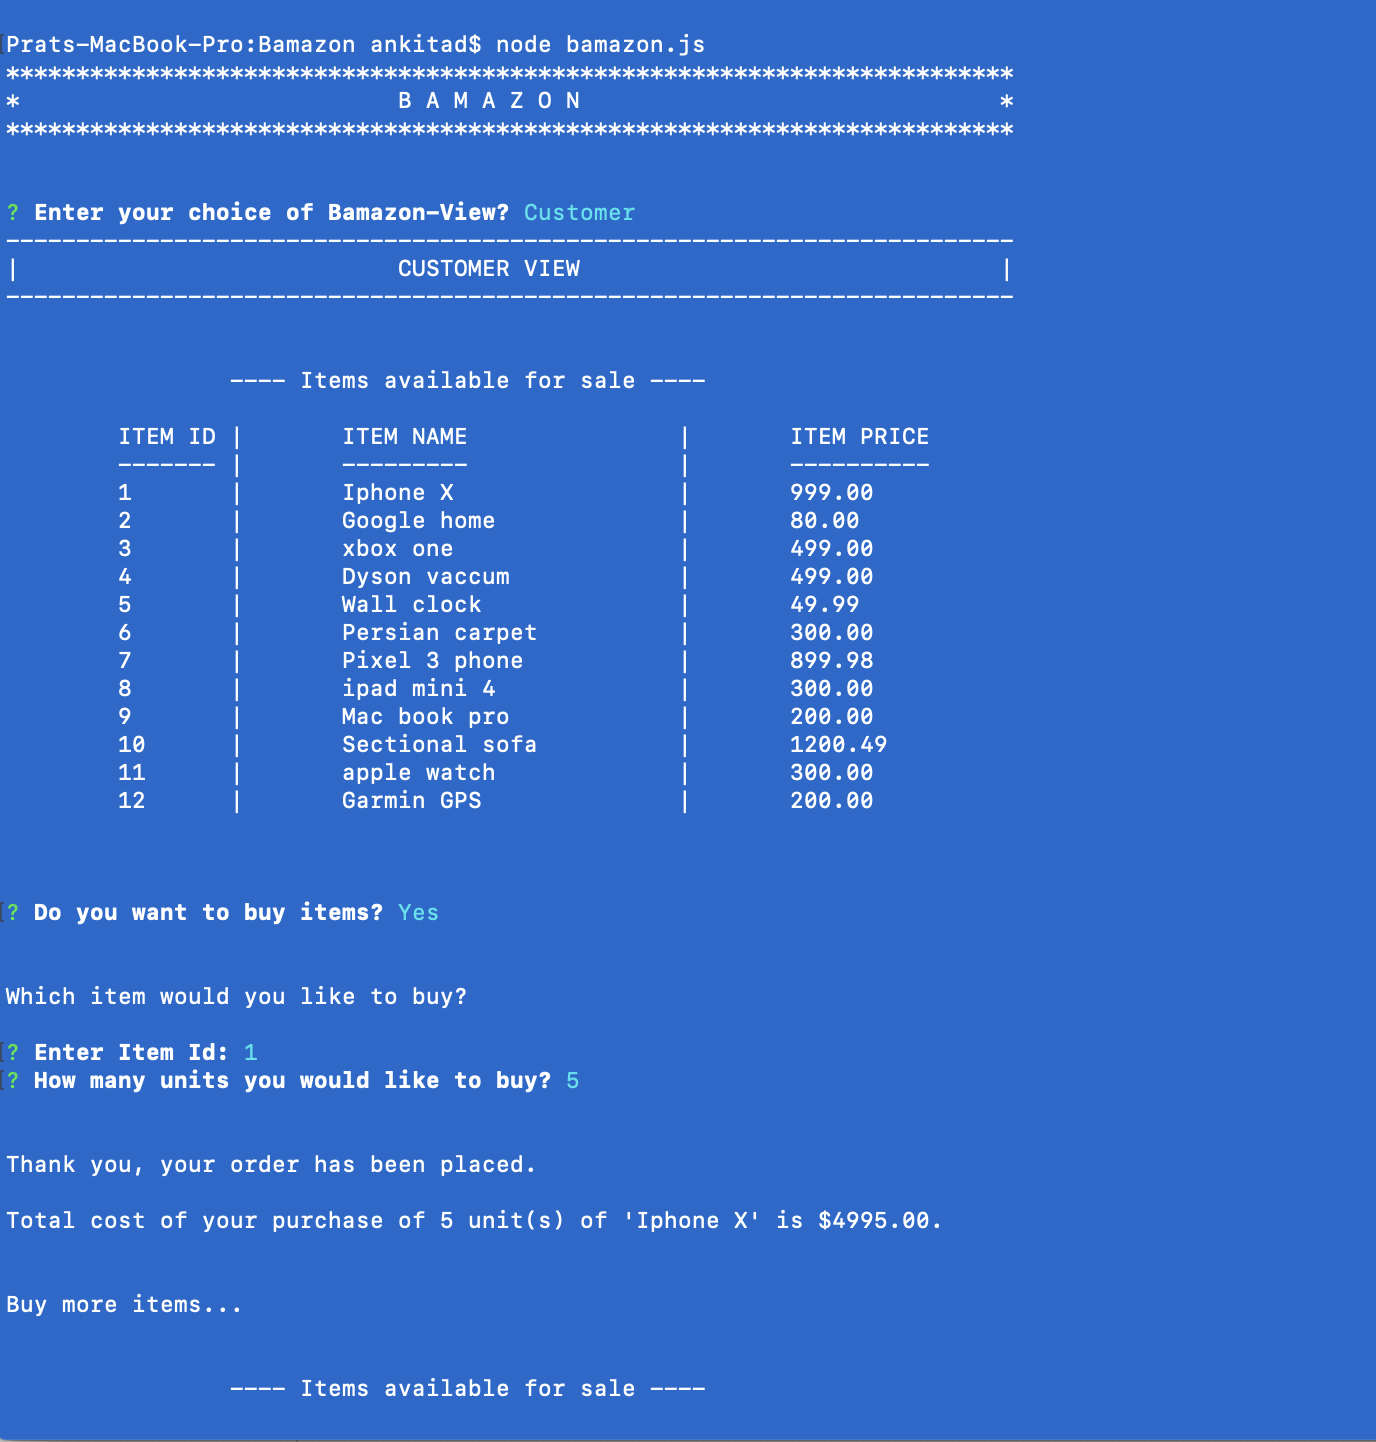 Prats-MacBook-Pro:Bamazon ankitad$ node bamazon.js
************************************************************************
*                           B A M A Z O N                              *
************************************************************************
? Enter your choice of Bamazon-View? Customer
------------------------------------------------------------------------
|                           CUSTOMER VIEW                              |
------------------------------------------------------------------------
---- Items available for sale ----
ITEM ID |       ITEM NAME               |       ITEM PRICE
------- |       ---------               |       ----------
1       |       Iphone X                |       999.00
2       |       Google home             |       80.00
3       |       xbox one                |       499.00
4       |       Dyson vaccum            |       499.00
5       |       Wall clock              |       49.99
6       |       Persian carpet          |       300.00
7       |       Pixel 3 phone           |       899.98
8       |       ipad mini 4             |       300.00
9       |       Mac book pro            |       200.00
10      |       Sectional sofa          |       1200.49
11      |       apple watch             |       300.00
12      |       Garmin GPS              |       200.00
? Do you want to buy items? Yes
Which item would you like to buy?
? Enter Item Id: 1
? How many units you would like to buy? 5
Thank you, your order has been placed.
Total cost of your purchase of 5 unit(s) of 'Iphone X' is $4995.00.
Buy more items...
---- Items available for sale ----